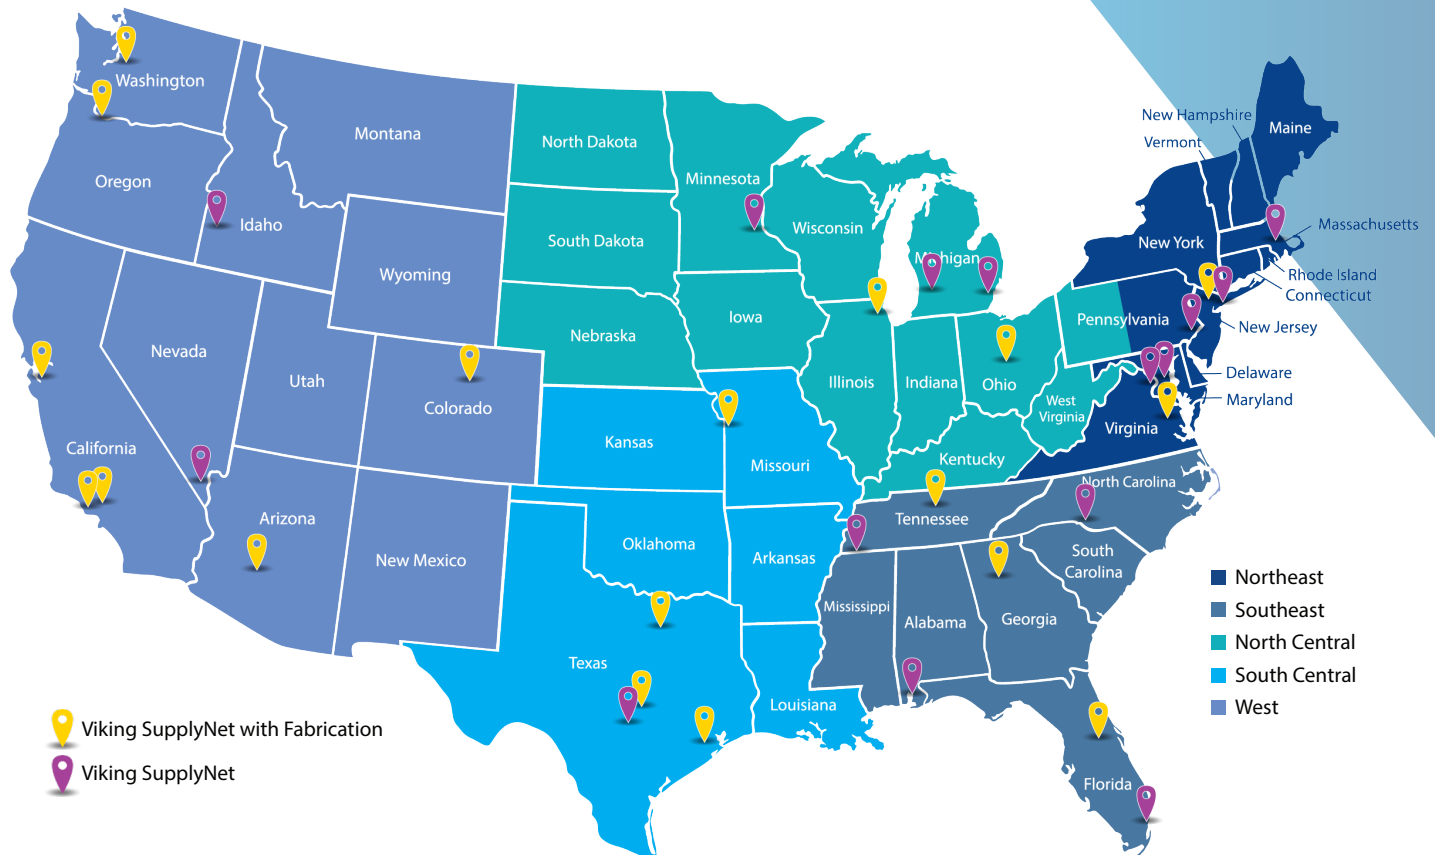 Washington
Montana
Oregon
Idaho
Wyoming
Nevada
Utah
Colorado
California
Arizona
New Mexico
North Dakota
Minnesota
South Dakota
Wisconsin
Michigan
Nebraska
Iowa
Illinois
Indiana
Ohio
West
Virginia
Kentucky
Pennsylvania
Kansas
Missouri
Oklahoma
Arkansas
Texas
Louisiana
Tennessee
North Carolina
South
Carolina
Mississippi
Alabama
Georgia
Florida
New Hampshire
Maine
Vermont
New York
Massachusetts
Rhode Island
Connecticut
New Jersey
Delaware
Maryland
Virginia
Northeast
Southeast
North Central
South Central
West
Viking SupplyNet with Fabrication
Viking SupplyNet